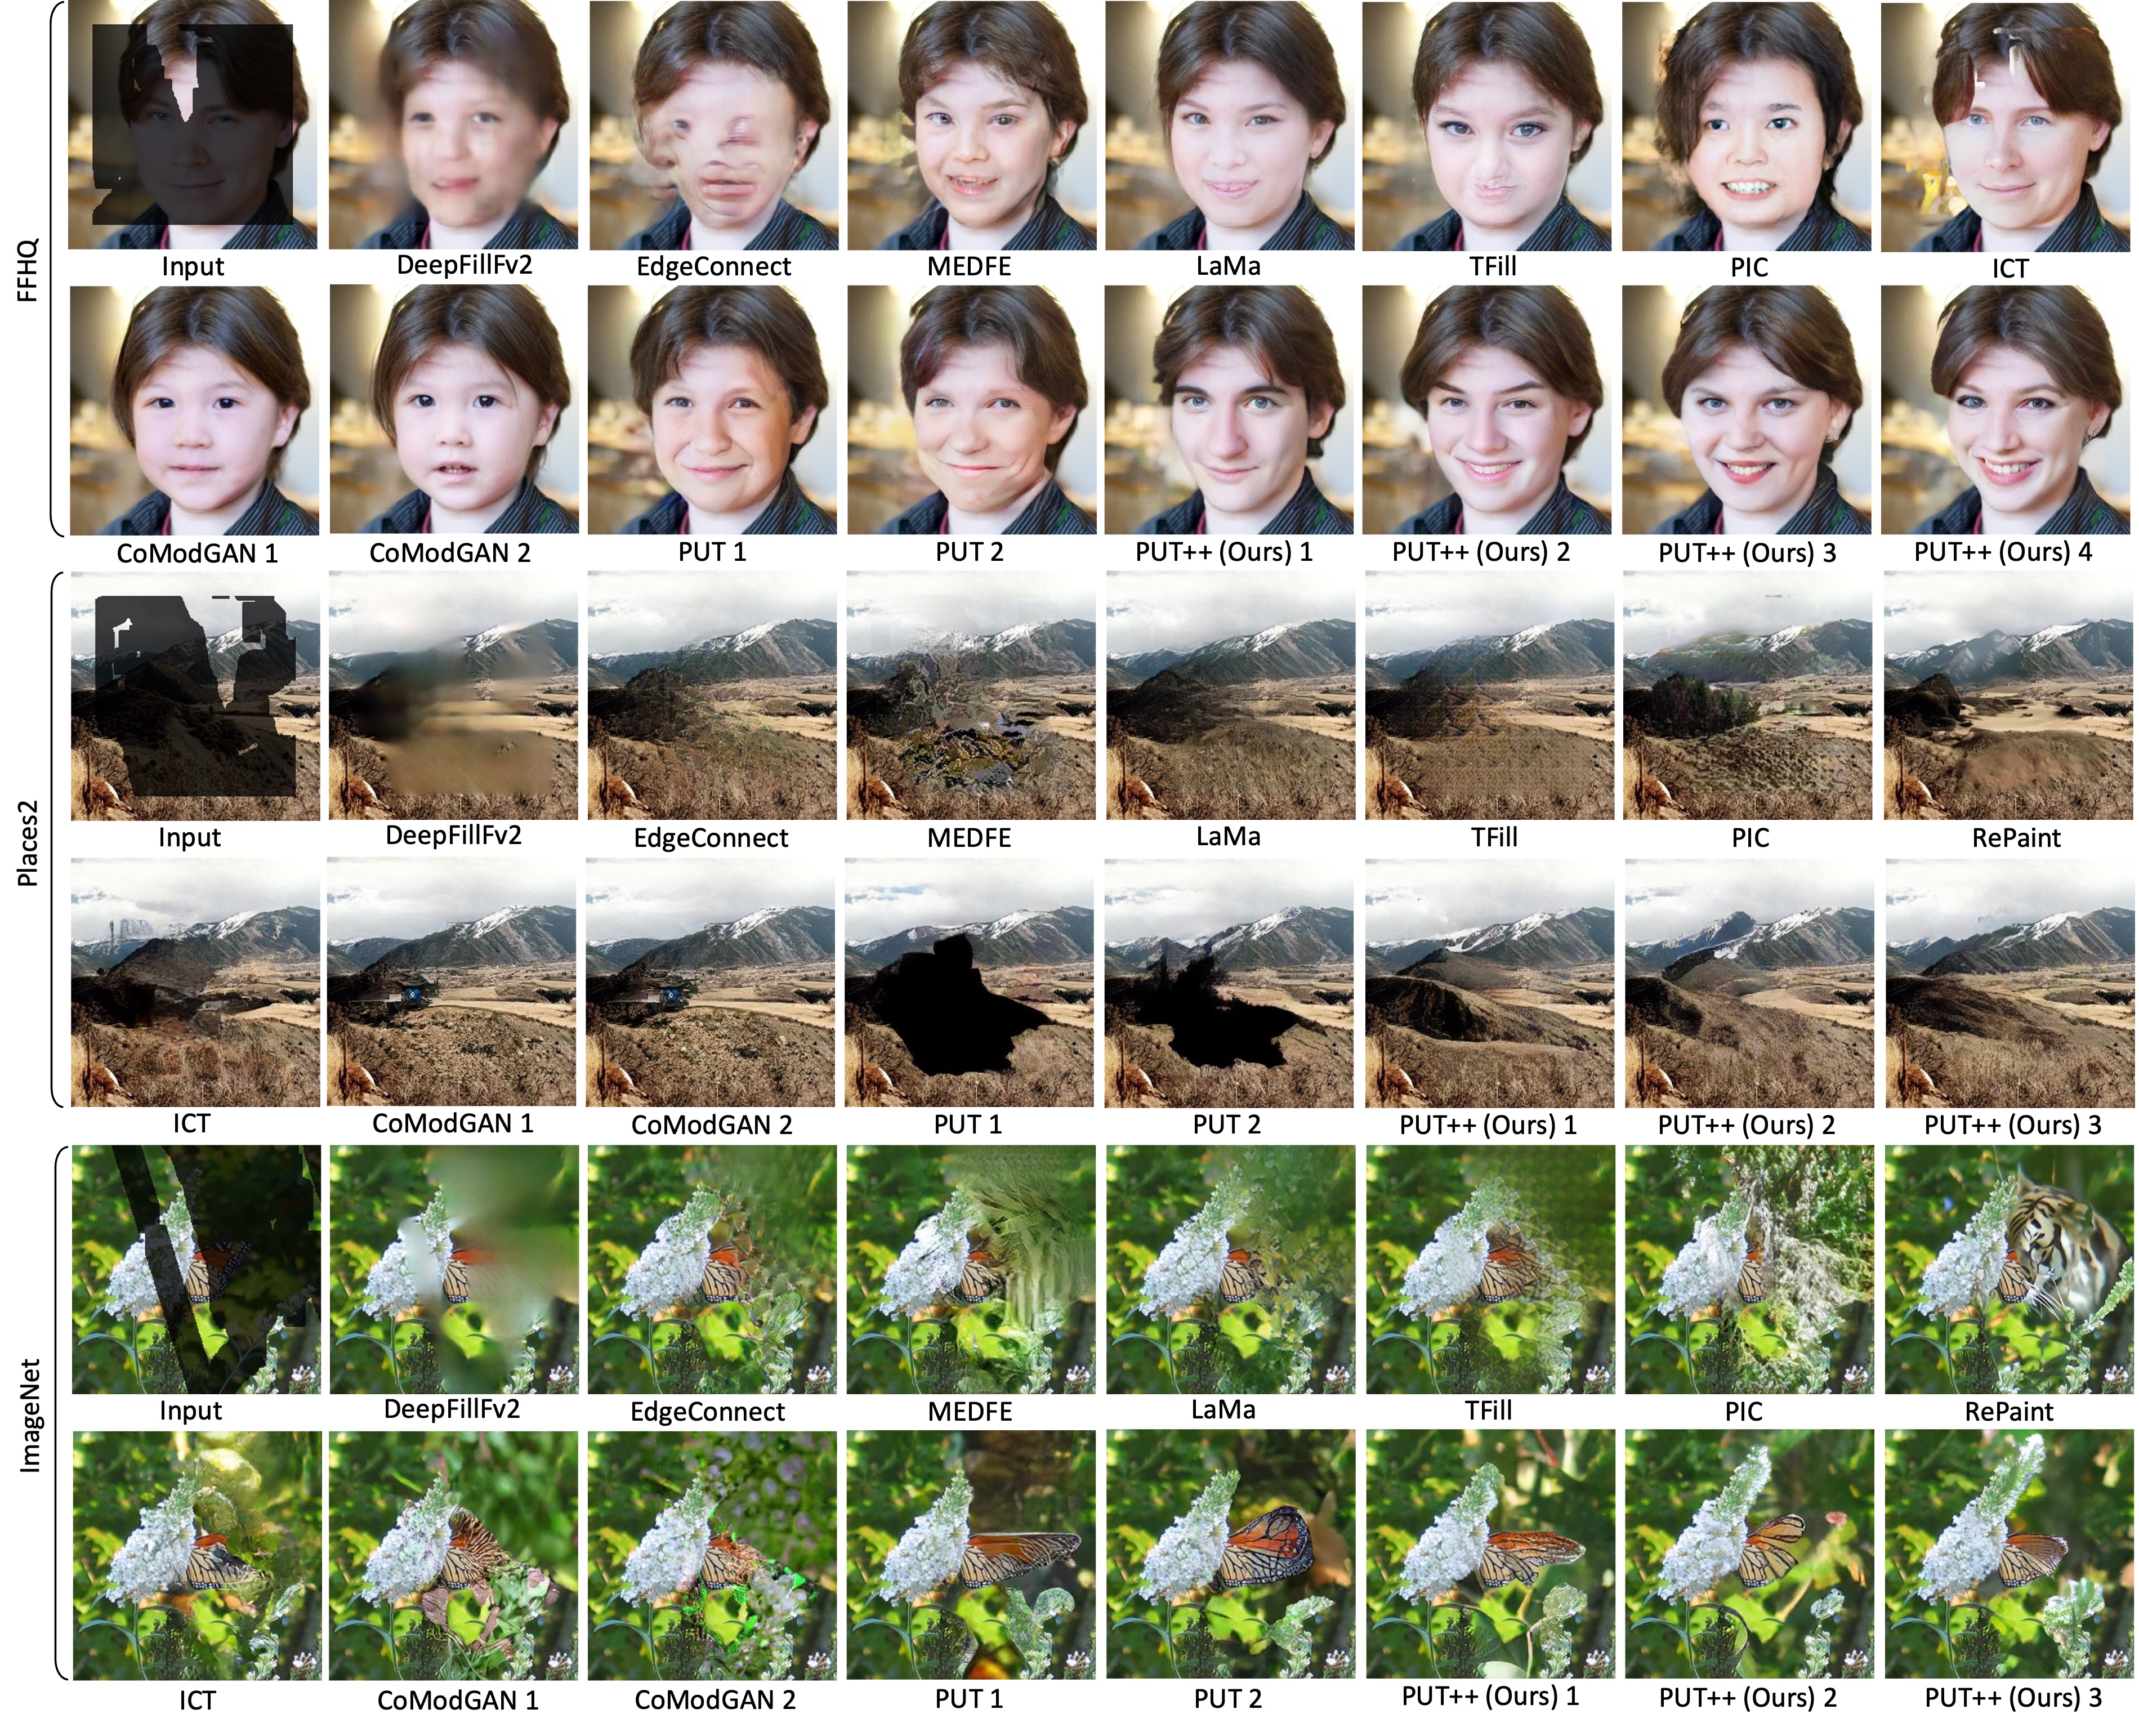 FFHQ
Input DeepFillFv2 EdgeConnect MEDFE LaMa TFill PIC ICT
CoModGAN 1 CoModGAN 2 PUT 1 PUT 2 PUT++ (Ours) 1 PUT++ (Ours) 2 PUT++ (Ours) 3 PUT++ (Ours) 4
Places2
Input DeepFillFv2 EdgeConnect MEDFE LaMa TFill PIC RePaint
ICT CoModGAN 1 CoModGAN 2 PUT 1 PUT 2 PUT++ (Ours) 1 PUT++ (Ours) 2 PUT++ (Ours) 3
ImageNet
Input DeepFillFv2 EdgeConnect MEDFE LaMa TFill PIC RePaint
ICT CoModGAN 1 CoModGAN 2 PUT 1 PUT 2 PUT++ (Ours) 1 PUT++ (Ours) 2 PUT++ (Ours) 3